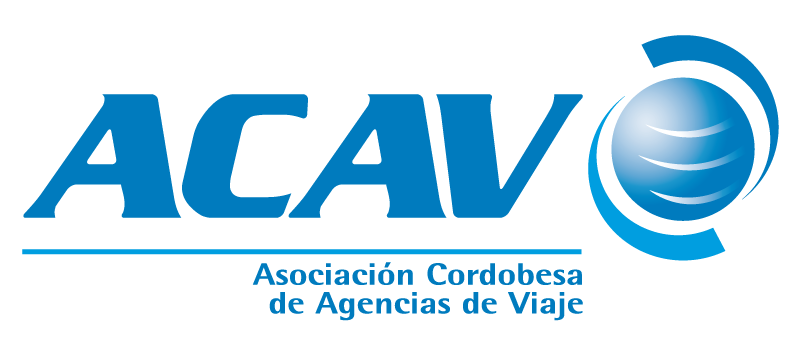 ACAV
Asociación Cordobesa
de Agencias de Viaje